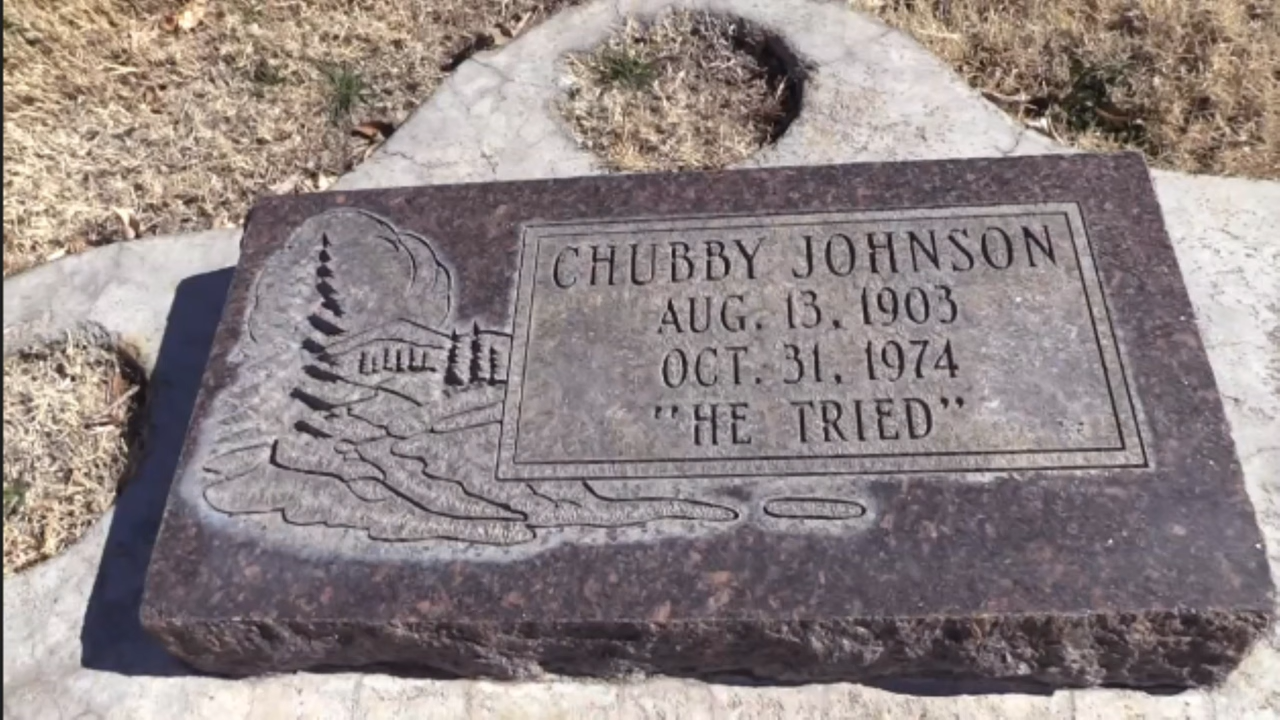 CHUBBY JOHNSON
AUG. 13, 1903
OCT. 31, 1974
"HE TRIED"